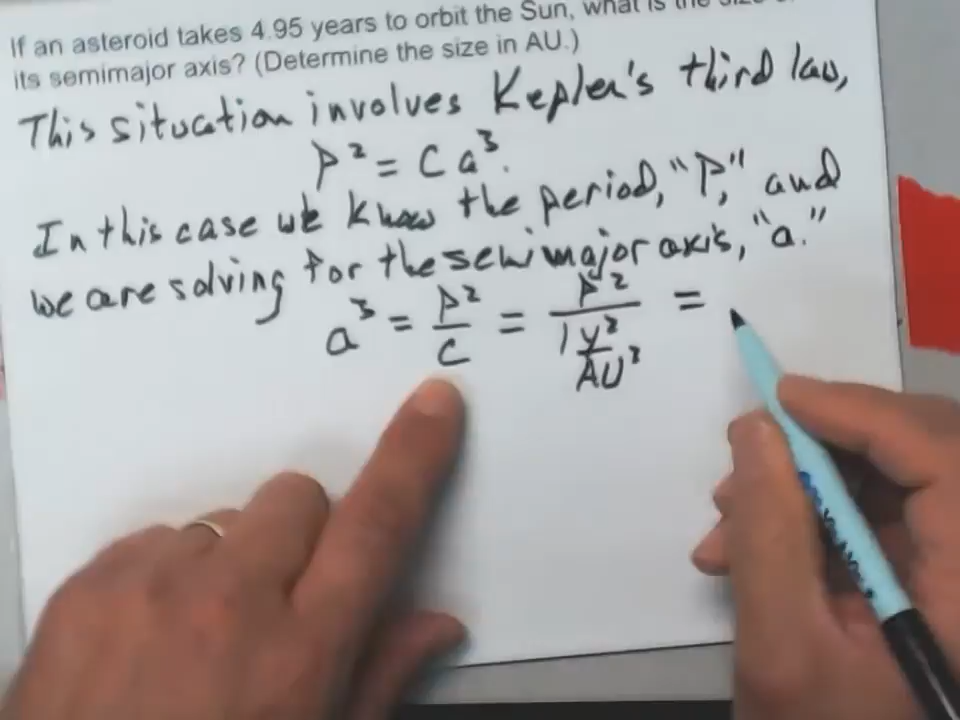 If an asteroid takes 4.95 years to orbit the Sun, what is the size
its semimajor axis? (Determine the size in AU.)
This situation involves Kepler's third law,
P² = C a³.
In this case we know the period, "P," and
we are solving for the semimajor axis, "a."
a³ = P²/C = P²/(1 y²/AU³) =